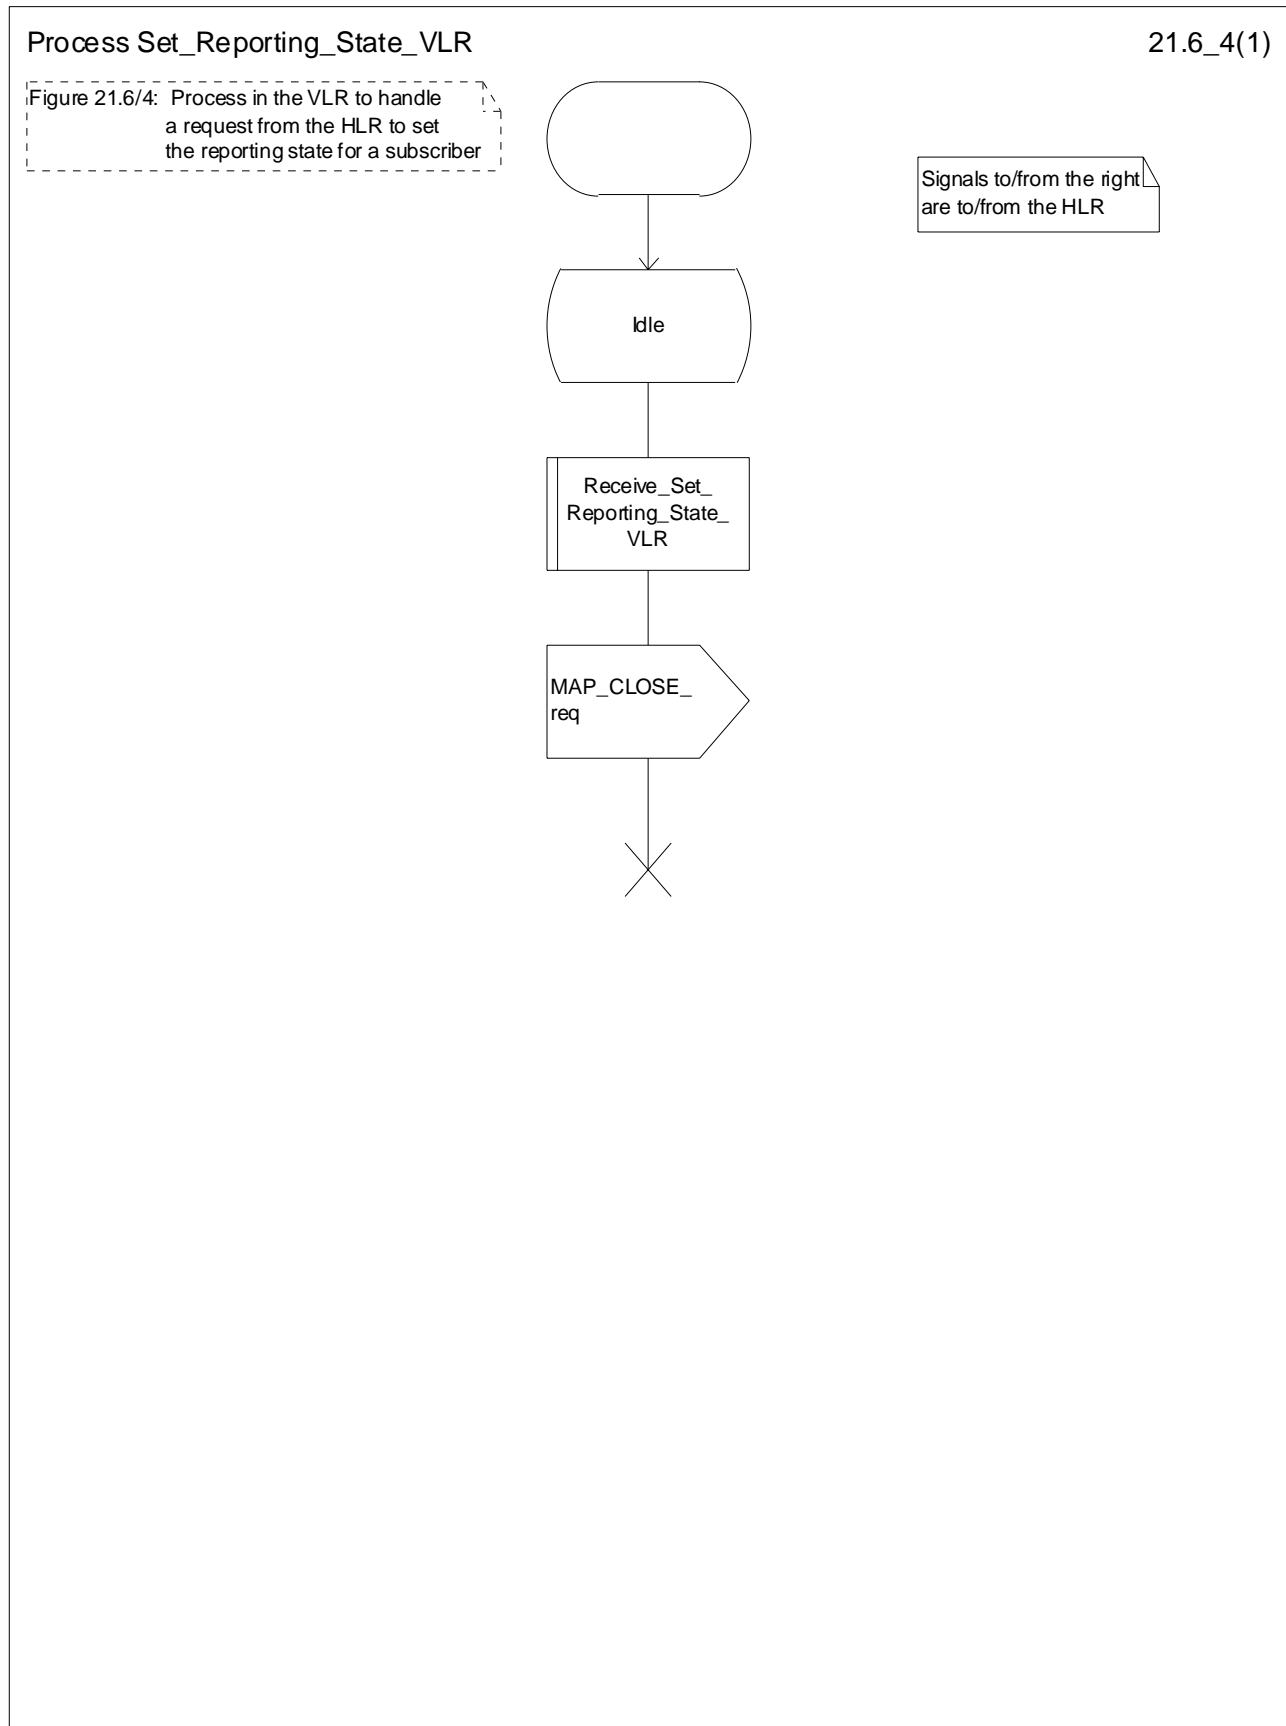 Process Set_Reporting_State_VLR
21.6_4(1)
Figure 21.6/4: Process in the VLR to handle
a request from the HLR to set
the reporting state for a subscriber
Signals to/from the right
are to/from the HLR
Idle
Receive_Set_
Reporting_State_
VLR
MAP_CLOSE_
req